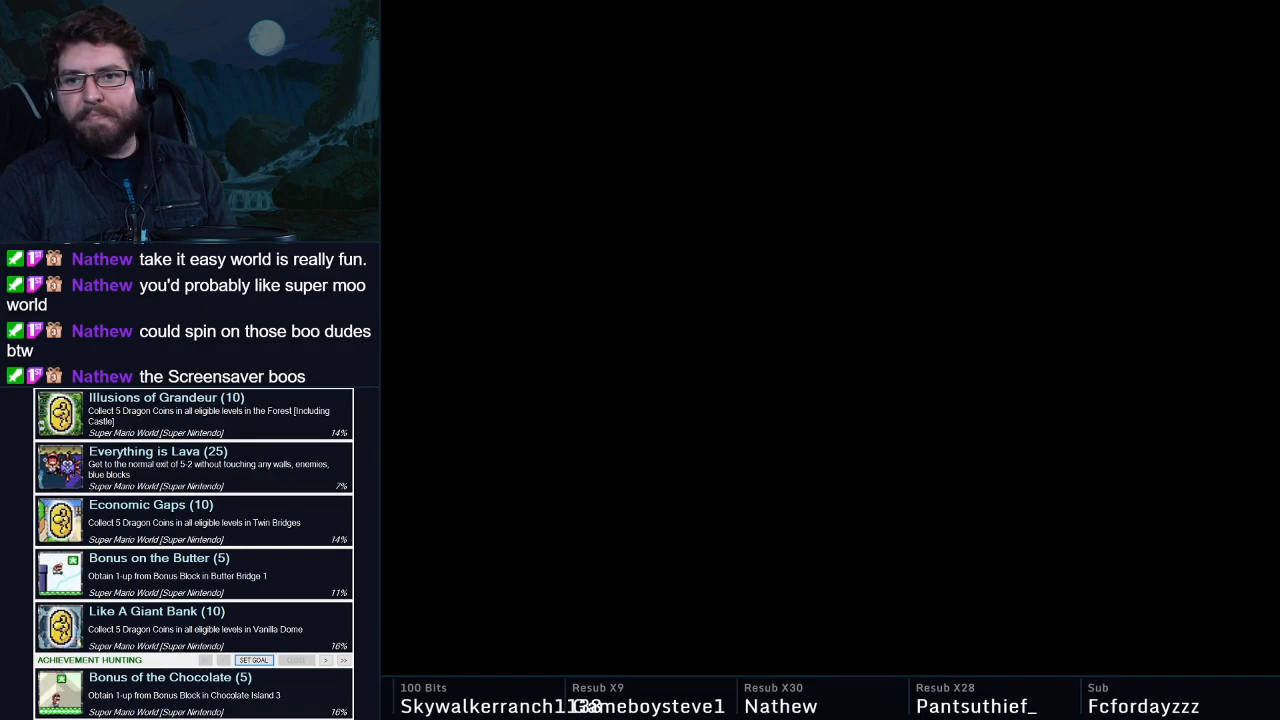 Nathew take it easy world is really fun.
Nathew you'd probably like super moo
world
Nathew could spin on those boo dudes
btw
Nathew the Screensaver boos
Illusions of Grandeur (10)
Collect 5 Dragon Coins in all eligible levels in the Forest [Including
Castle]
Super Mario World [Super Nintendo] 14%
Everything is Lava (25)
Get to the normal exit of 5-2 without touching any walls, enemies,
blue blocks
Super Mario World [Super Nintendo] 7%
Economic Gaps (10)
Collect 5 Dragon Coins in all eligible levels in Twin Bridges
Super Mario World [Super Nintendo] 14%
Bonus on the Butter (5)
Obtain 1-up from Bonus Block in Butter Bridge 1
Super Mario World [Super Nintendo] 11%
Like A Giant Bank (10)
Collect 5 Dragon Coins in all eligible levels in Vanilla Dome
Super Mario World [Super Nintendo] 16%
ACHIEVEMENT HUNTING SET GOAL > >>
Bonus of the Chocolate (5)
Obtain 1-up from Bonus Block in Chocolate Island 3
Super Mario World [Super Nintendo] 16%
100 Bits Resub X9 Resub X30 Resub X28 Sub
Skywalkerranch1138 Gameboysteve1 Nathew Pantsuthief_ Fcfordayzzz